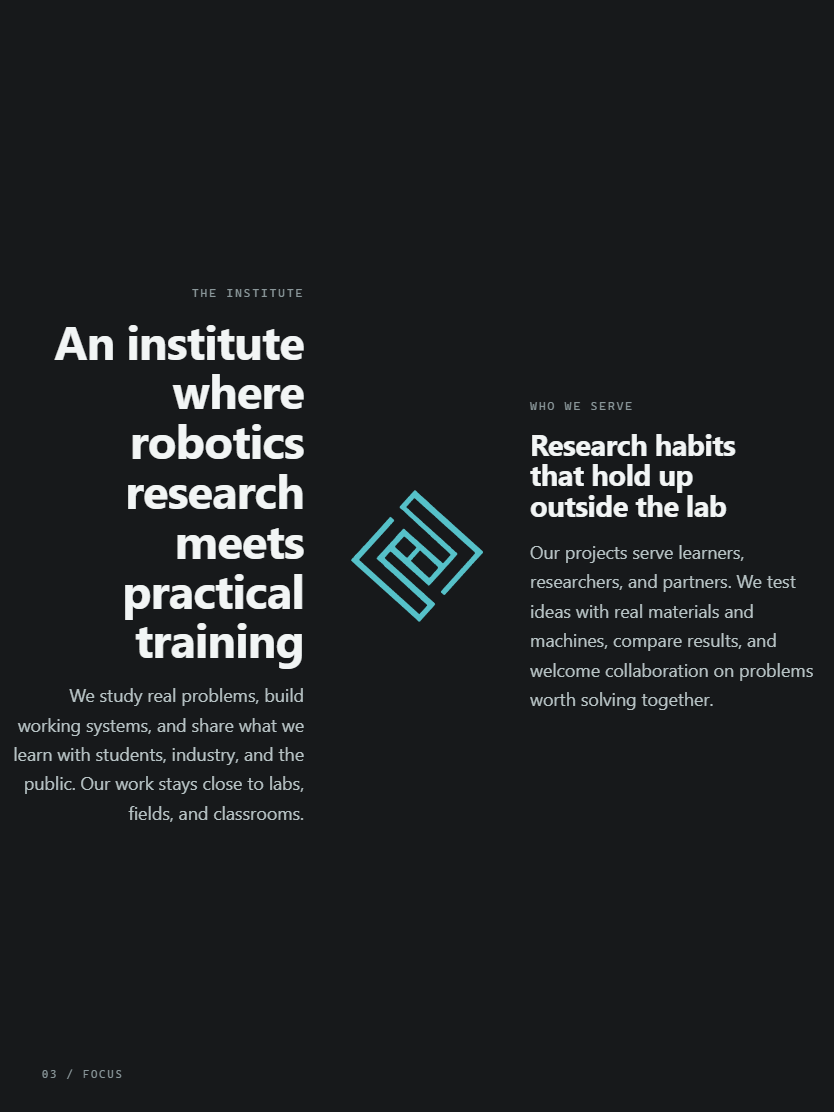 THE INSTITUTE
An institute
where
robotics
research
meets
practical
training
We study real problems, build
working systems, and share what we
learn with students, industry, and the
public. Our work stays close to labs,
fields, and classrooms.
WHO WE SERVE
Research habits
that hold up
outside the lab
Our projects serve learners,
researchers, and partners. We test
ideas with real materials and
machines, compare results, and
welcome collaboration on problems
worth solving together.
03 / FOCUS